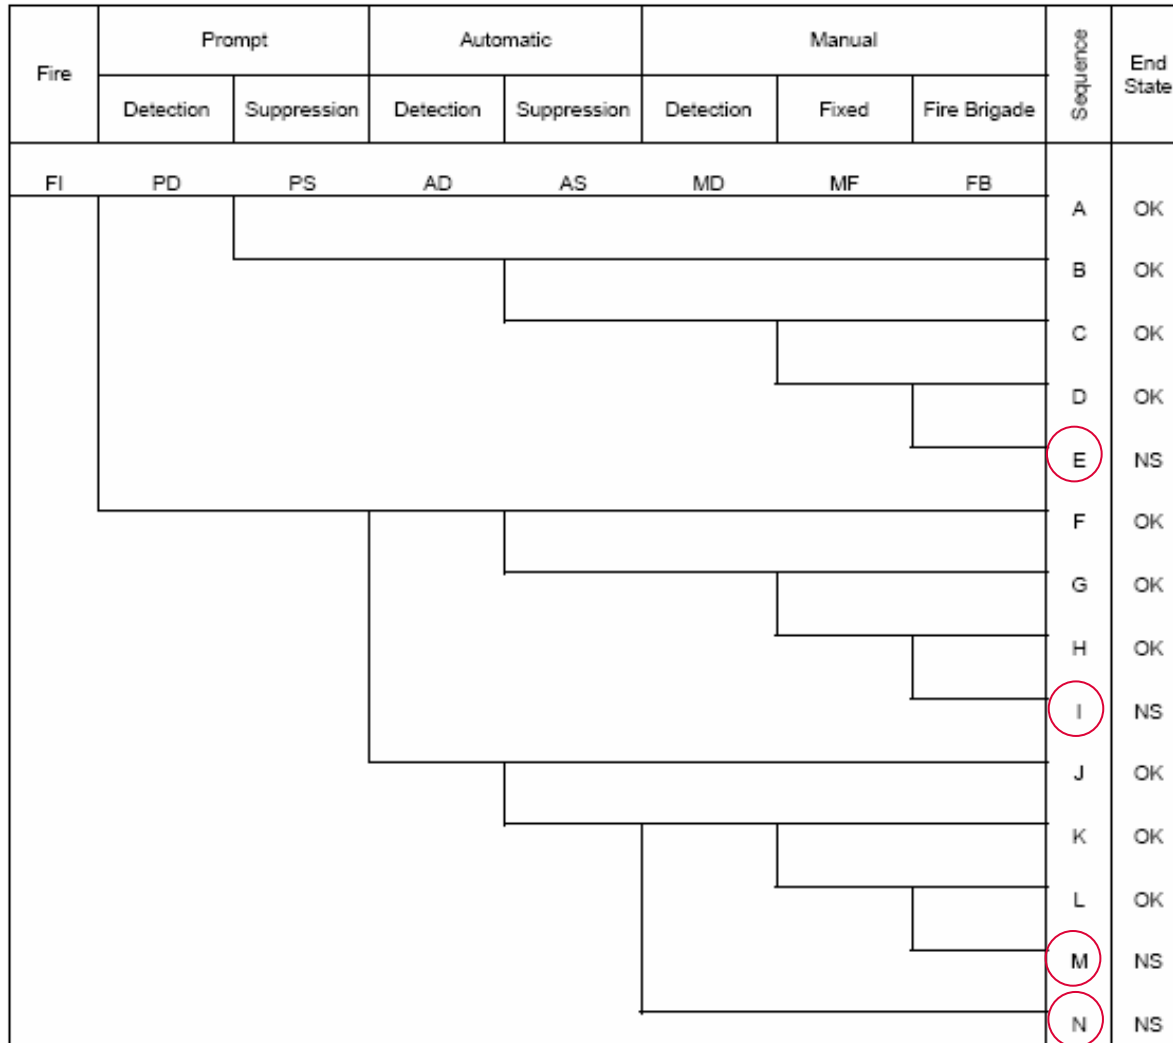 Fire Prompt Automatic Manual Sequence End State
Detection Suppression Detection Suppression Detection Fixed Fire Brigade
FI PD PS AD AS MD MF FB
A OK
B OK
C OK
D OK
E NS
F OK
G OK
H OK
I NS
J OK
K OK
L OK
M NS
N NS